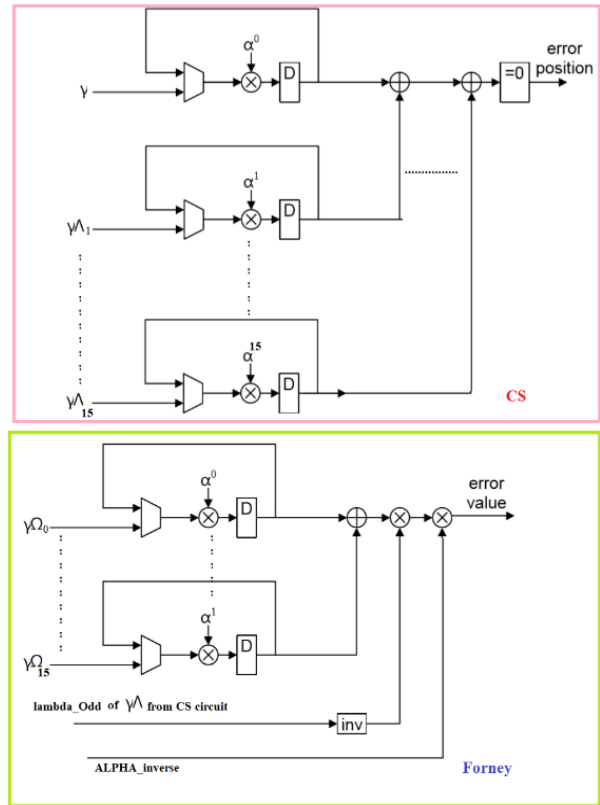 α⁰
D
=0
error
position
γ
α¹
D
γΛ₁
α¹⁵
D
γΛ₁₅
CS
α⁰
D
error
value
γΩ₀
α¹
D
γΩ₁₅
lambda_Odd of γΛ from CS circuit
inv
ALPHA_inverse
Forney